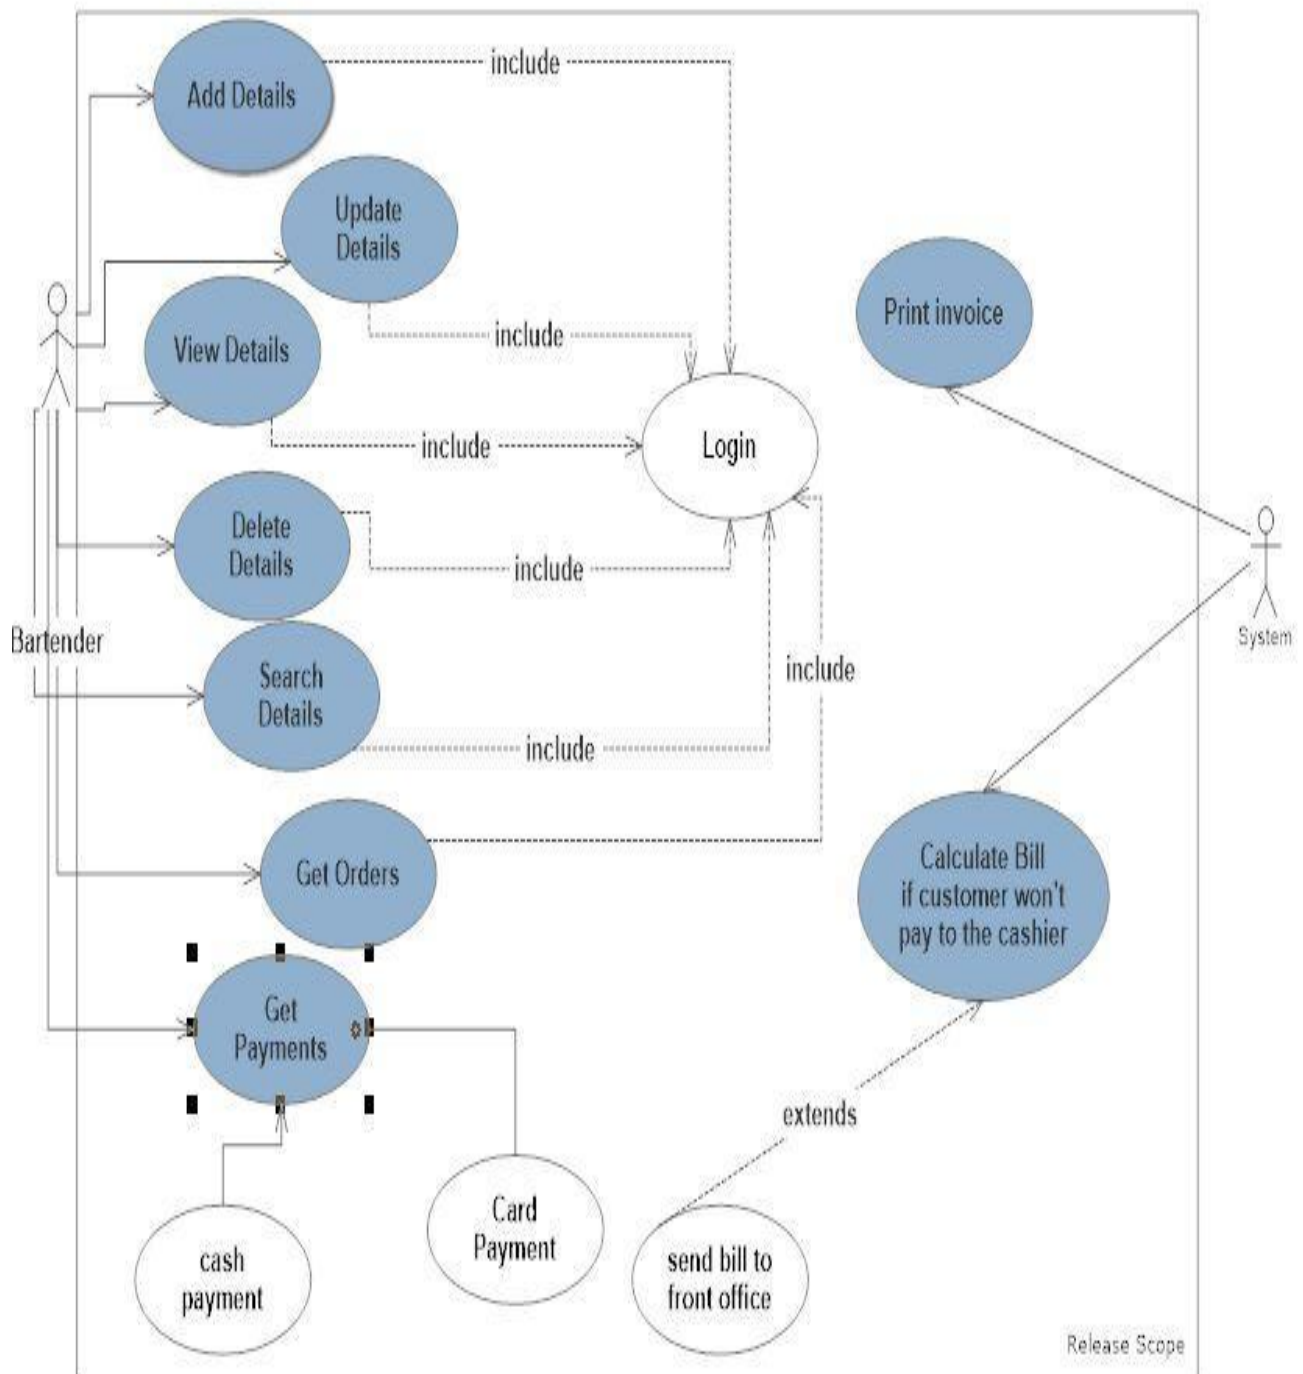 include
Add Details
Update
Details
Print invoice
View Details
include
include
Login
Delete
Details
include
Bartender
System
Search
Details
include
include
Get Orders
Calculate Bill
if customer won't
pay to the cashier
Get
Payments
extends
Card
Payment
cash
payment
send bill to
front office
Release Scope